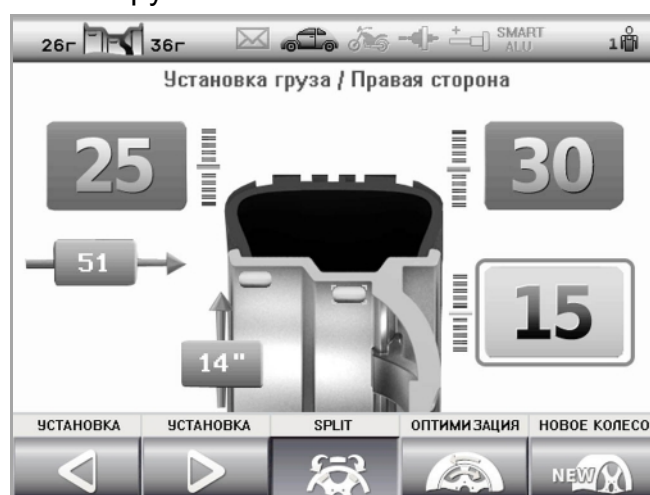 26г 36г SMART ALU 1
Установка груза / Правая сторона
25 30
51
15
14"
УСТАНОВКА УСТАНОВКА SPLIT ОПТИМИЗАЦИЯ НОВОЕ КОЛЕСО
NEW